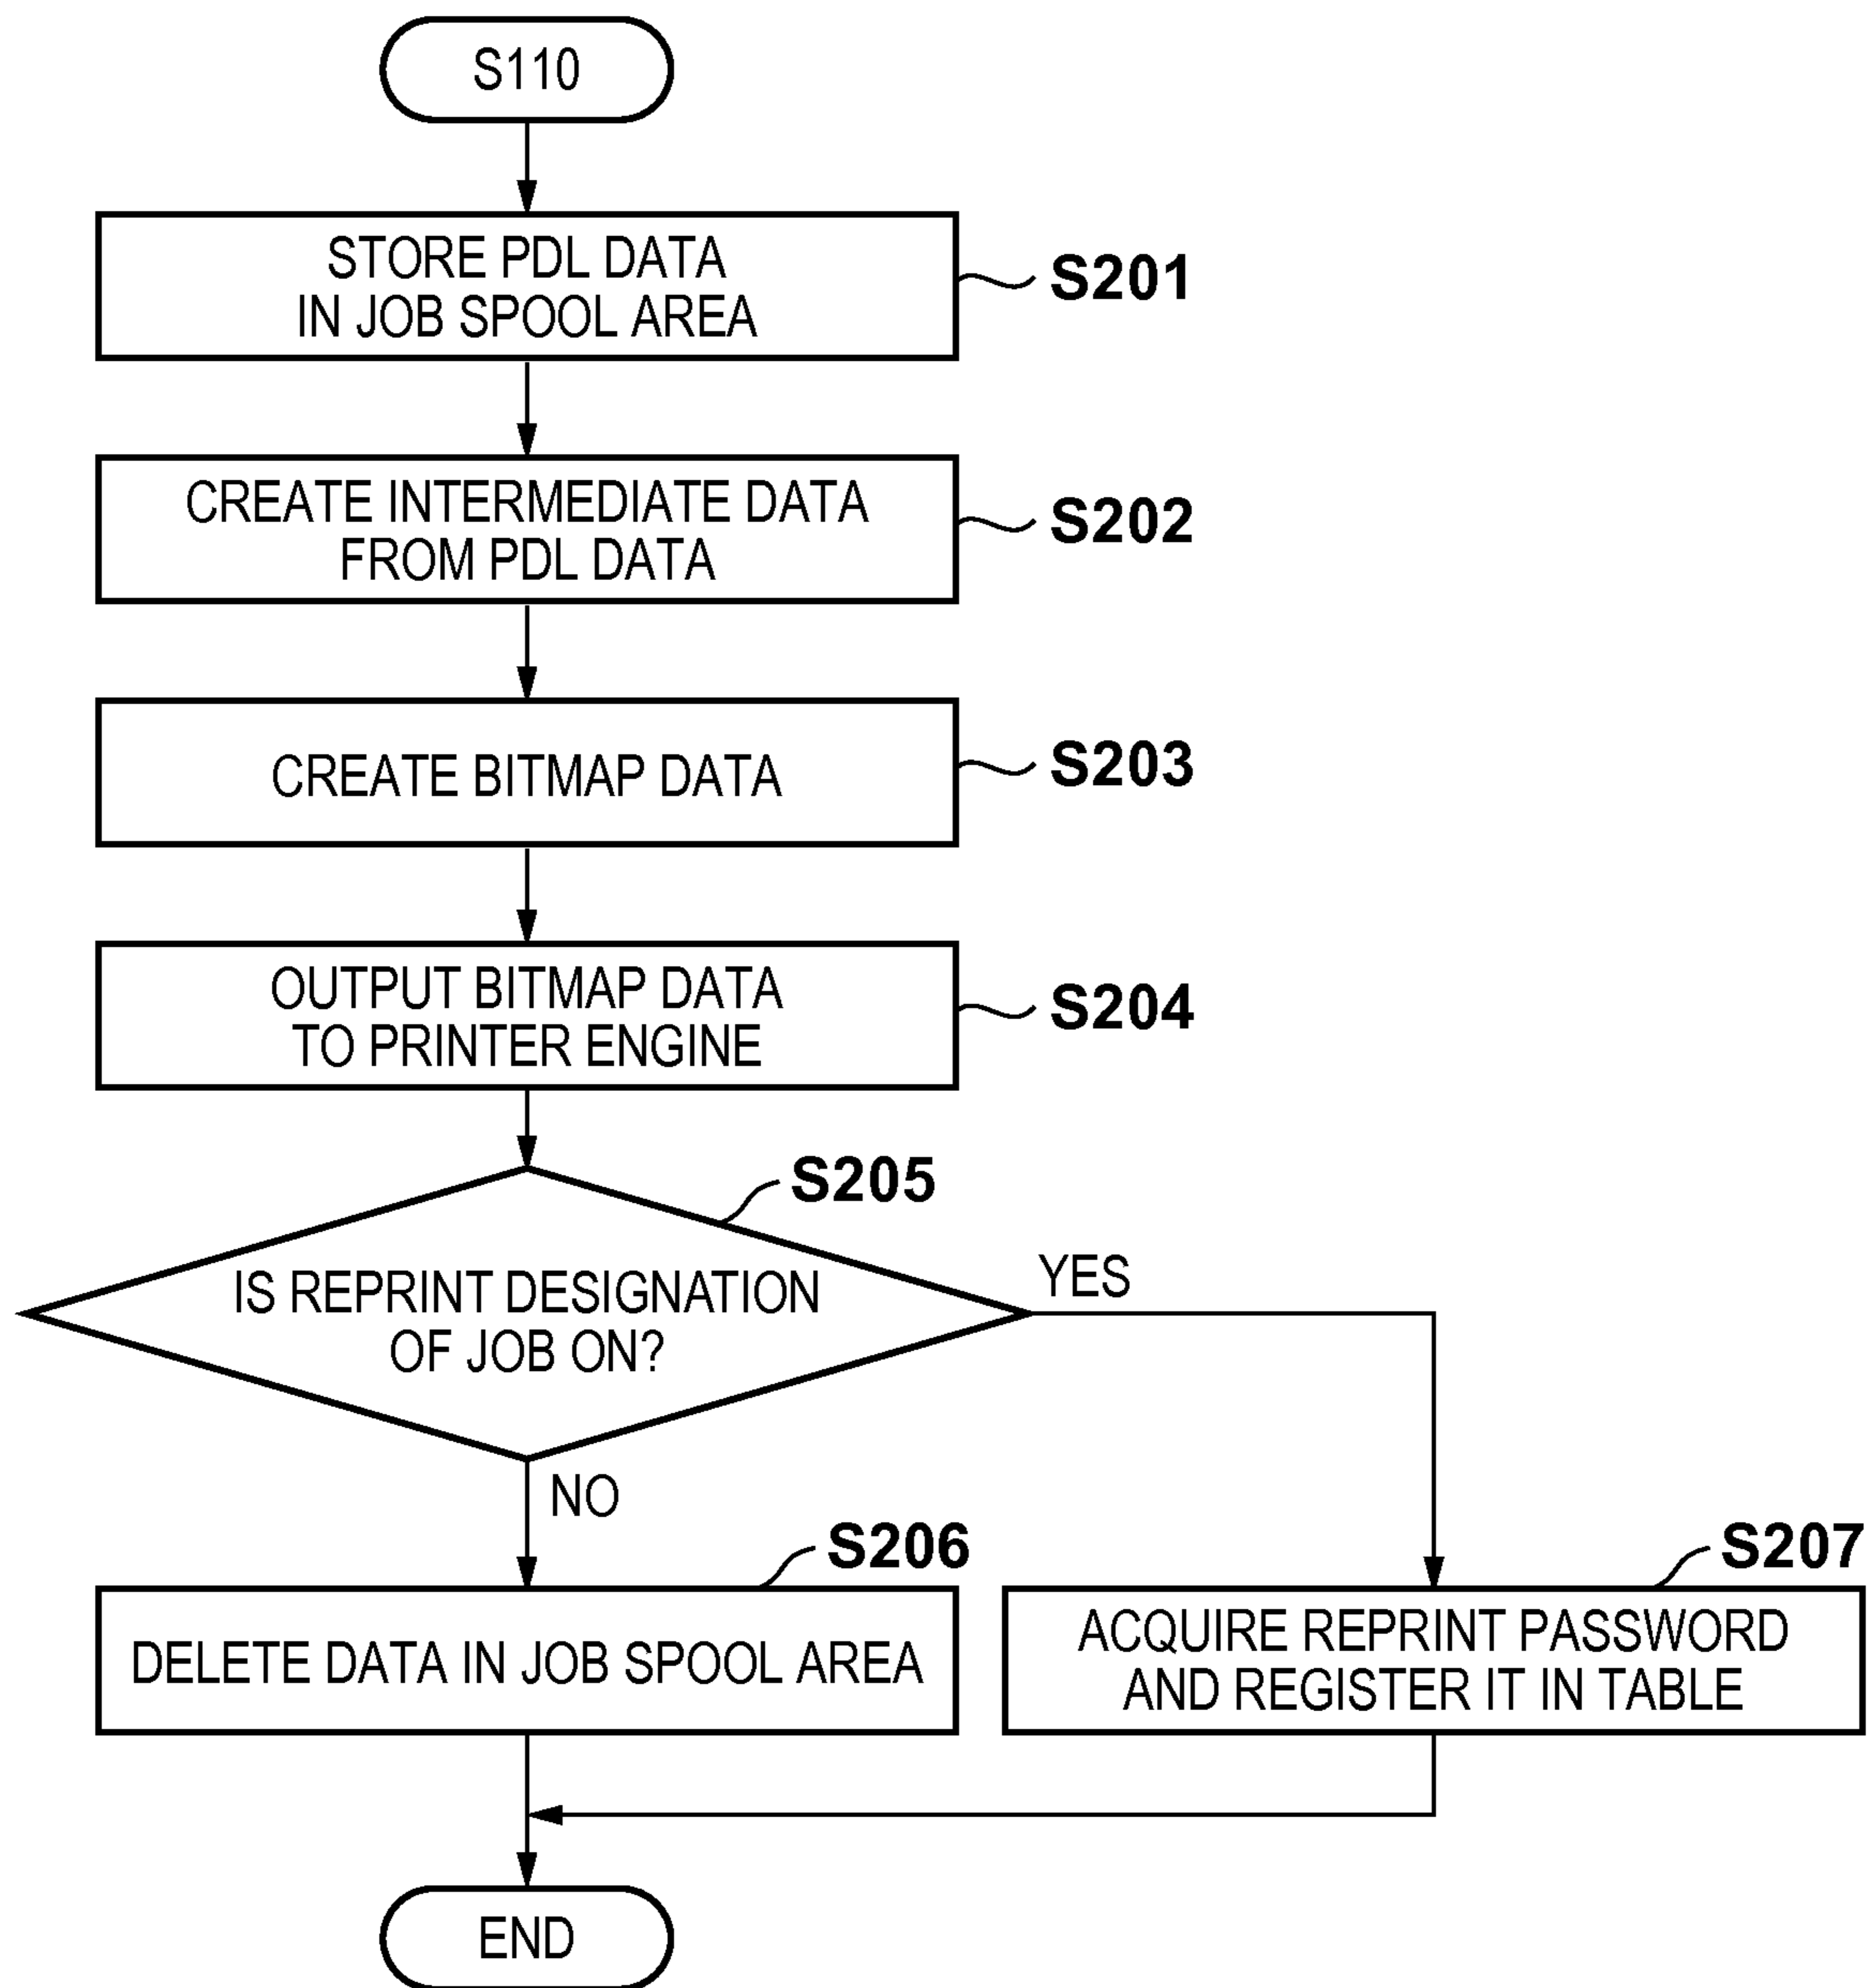 S110
STORE PDL DATA
IN JOB SPOOL AREA
S201
CREATE INTERMEDIATE DATA
FROM PDL DATA
S202
CREATE BITMAP DATA
S203
OUTPUT BITMAP DATA
TO PRINTER ENGINE
S204
S205
IS REPRINT DESIGNATION
OF JOB ON?
YES
NO
S206
DELETE DATA IN JOB SPOOL AREA
S207
ACQUIRE REPRINT PASSWORD
AND REGISTER IT IN TABLE
END